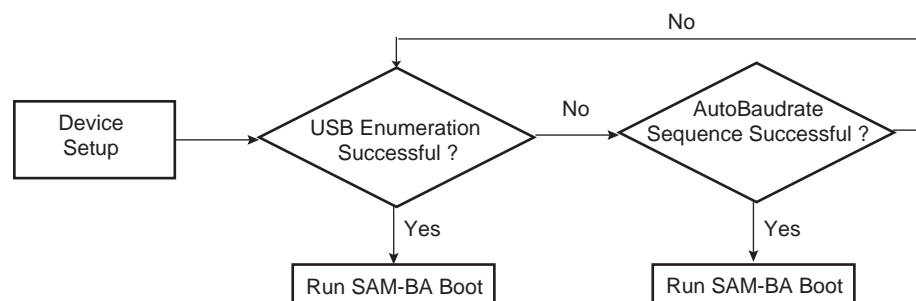 No
Device
Setup
USB Enumeration
Successful ?
No
AutoBaudrate
Sequence Successful ?
Yes
Yes
Run SAM-BA Boot
Run SAM-BA Boot